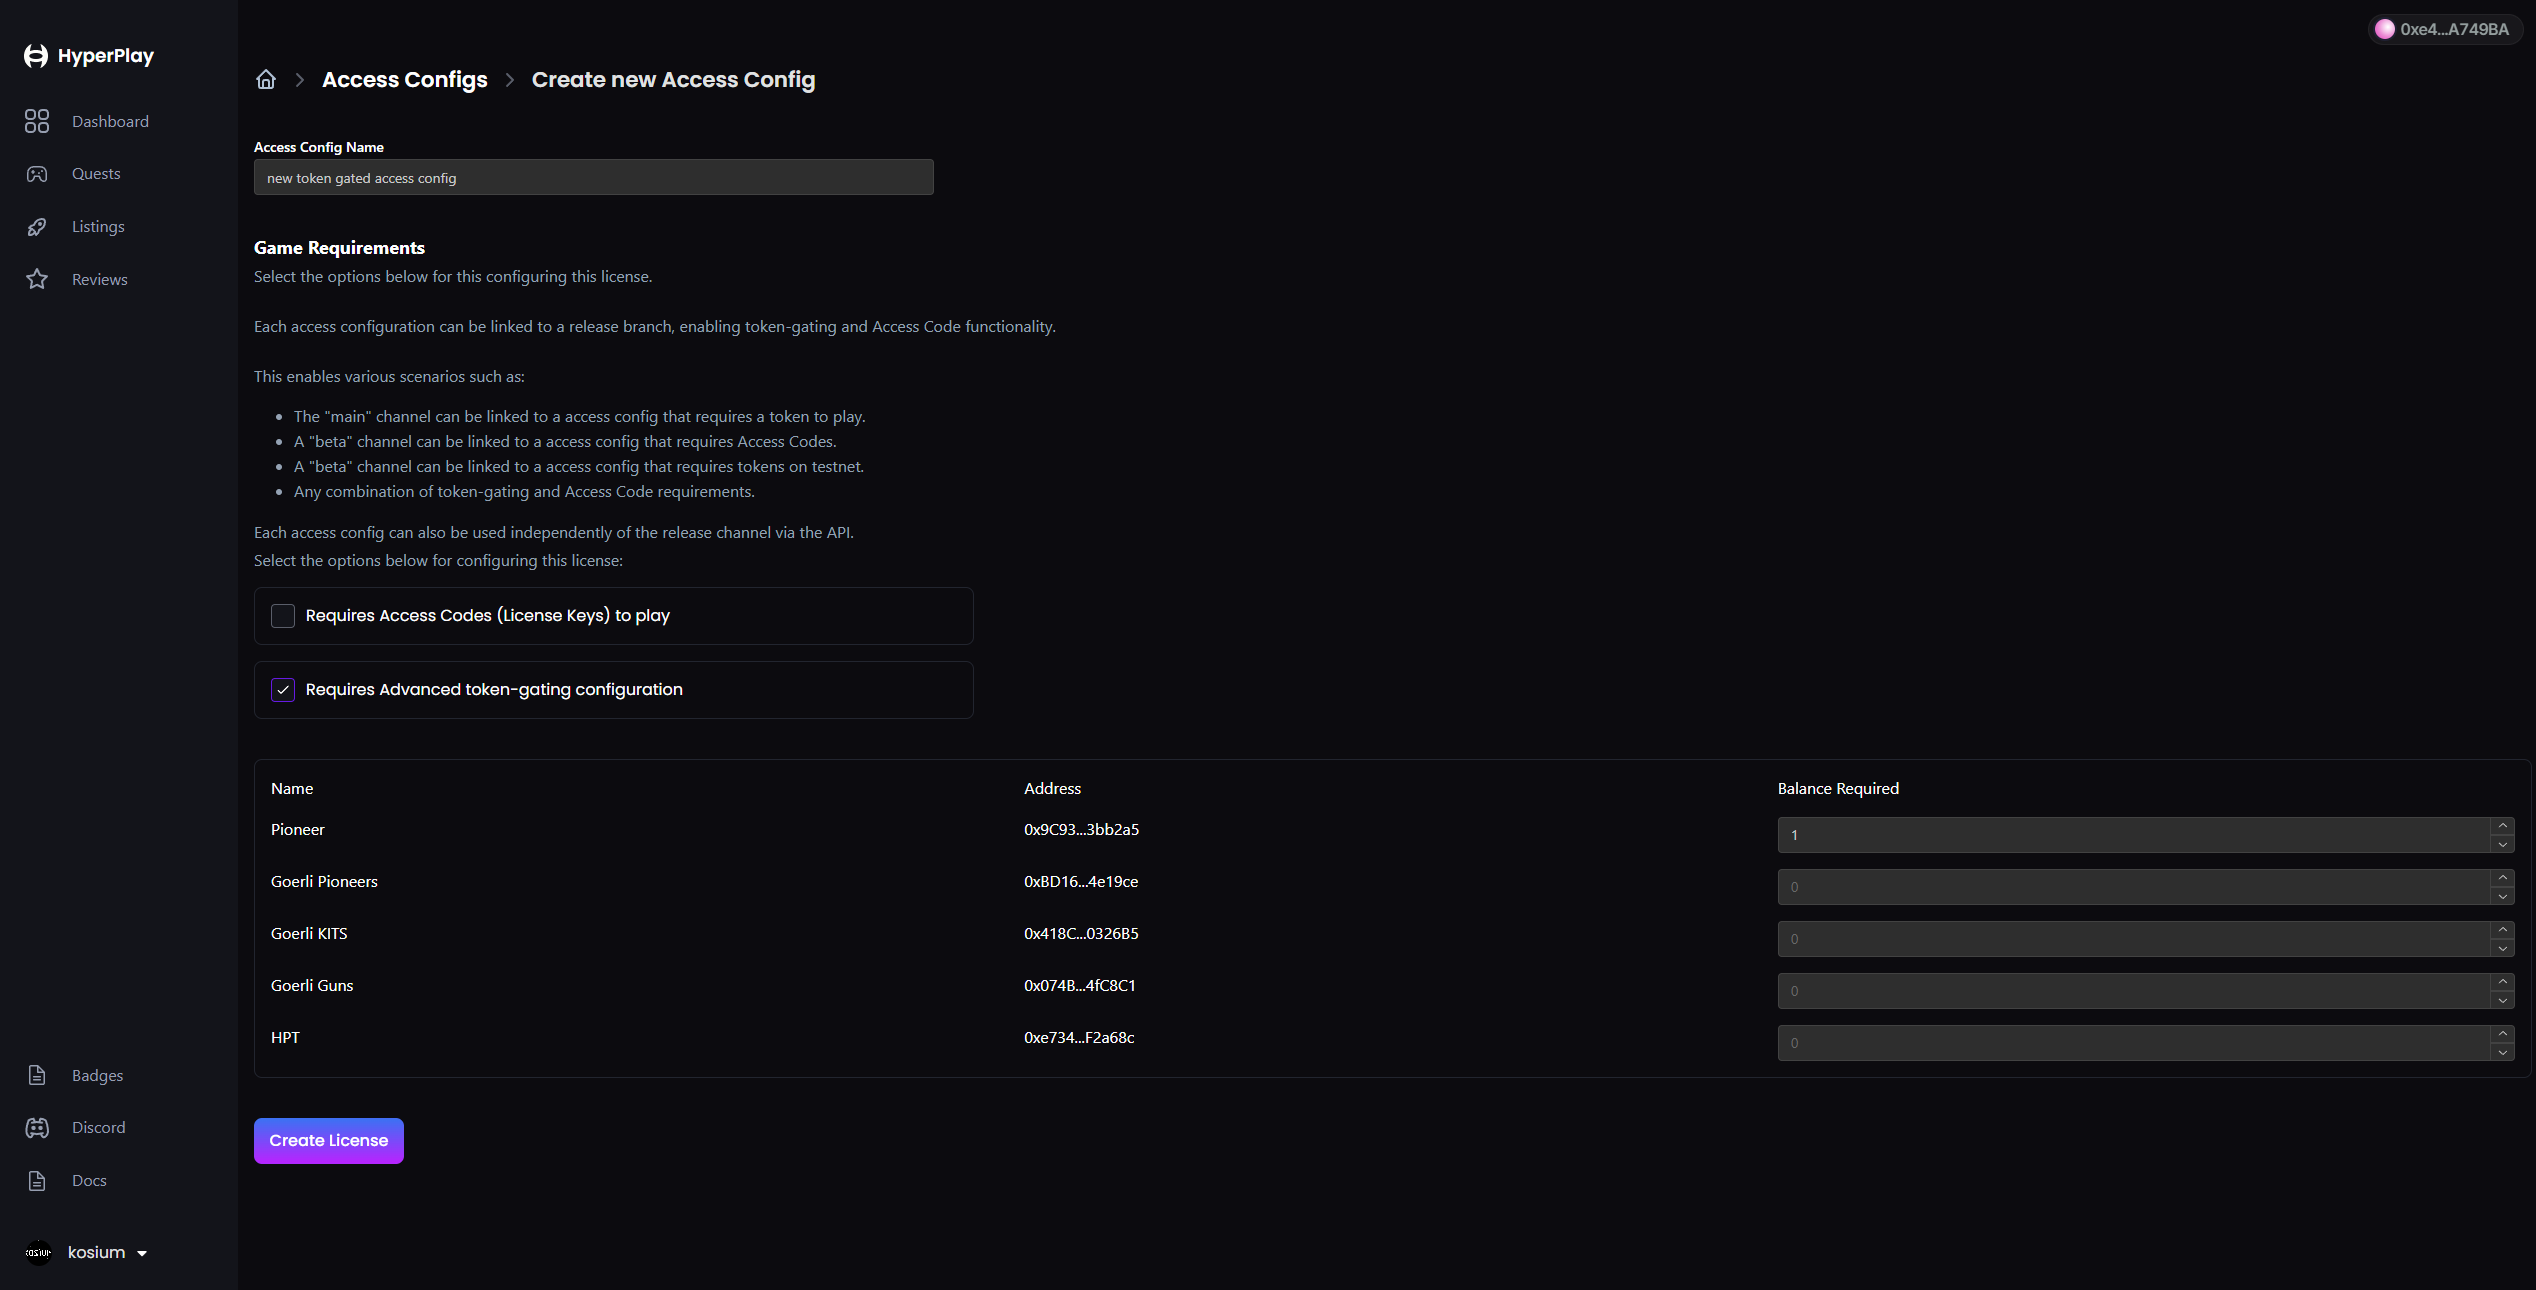 HyperPlay
Dashboard
Quests
Listings
Reviews
Badges
Discord
Docs
kosium
0xe4...A749BA
Access Configs
Create new Access Config
Access Config Name
new token gated access config
Game Requirements
Select the options below for this configuring this license.
Each access configuration can be linked to a release branch, enabling token-gating and Access Code functionality.
This enables various scenarios such as:
The "main" channel can be linked to a access config that requires a token to play.
A "beta" channel can be linked to a access config that requires Access Codes.
A "beta" channel can be linked to a access config that requires tokens on testnet.
Any combination of token-gating and Access Code requirements.
Each access config can also be used independently of the release channel via the API.
Select the options below for configuring this license:
Requires Access Codes (License Keys) to play
Requires Advanced token-gating configuration
Name Address Balance Required
Pioneer 0x9C93...3bb2a5 1
Goerli Pioneers 0xBD16...4e19ce 0
Goerli KITS 0x418C...0326B5 0
Goerli Guns 0x074B...4fC8C1 0
HPT 0xe734...F2a68c 0
Create License